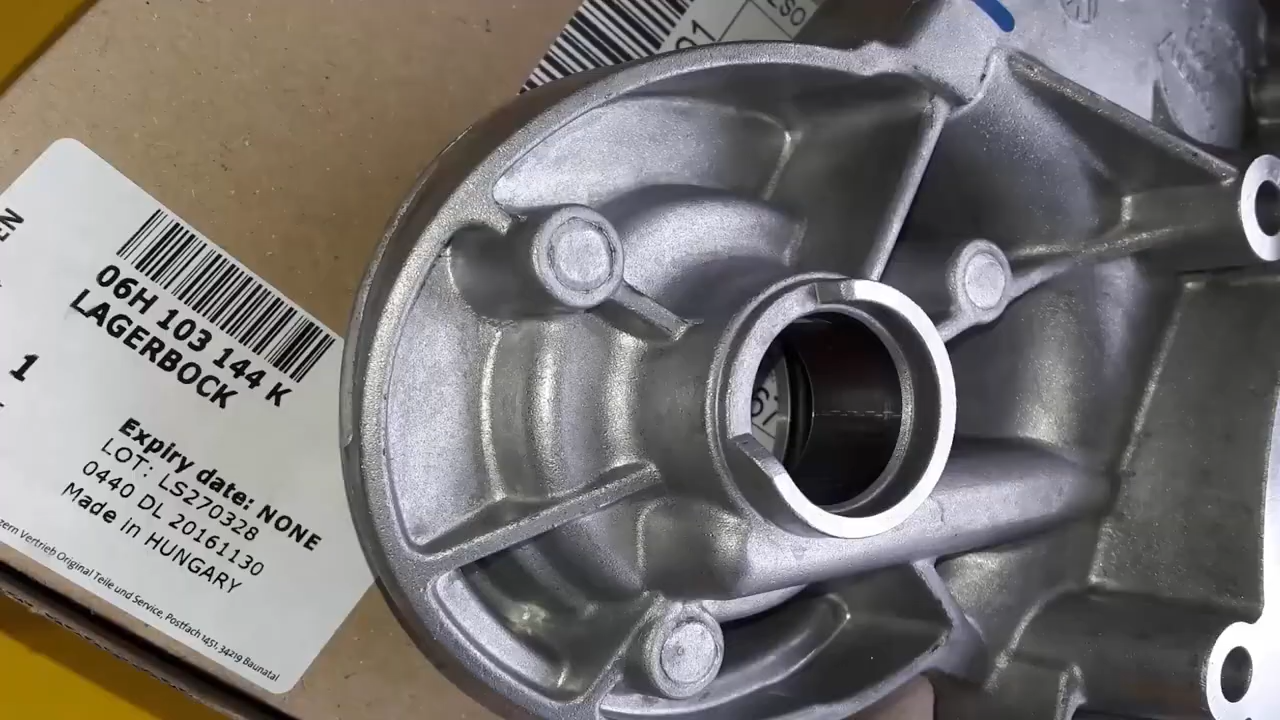 06H 103 144 K
LAGERBOCK
1
Expiry date: NONE
LOT: LS270328
0440 DL 20161130
Made in HUNGARY
Vertrieb Original Teile und Service, Postfach 1451, 34219 Baunatal